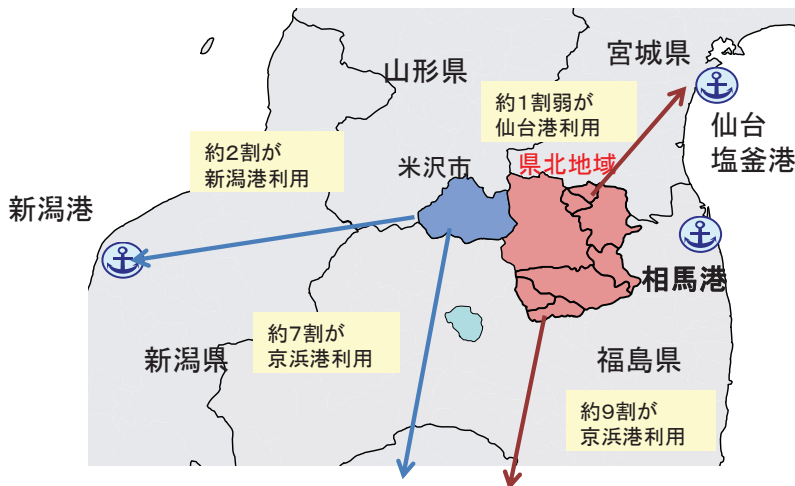 宮城県
山形県
約1割弱が
仙台港利用
仙台
塩釜港
約2割が
新潟港利用
米沢市
県北地域
新潟港
相馬港
約7割が
京浜港利用
新潟県
福島県
約9割が
京浜港利用